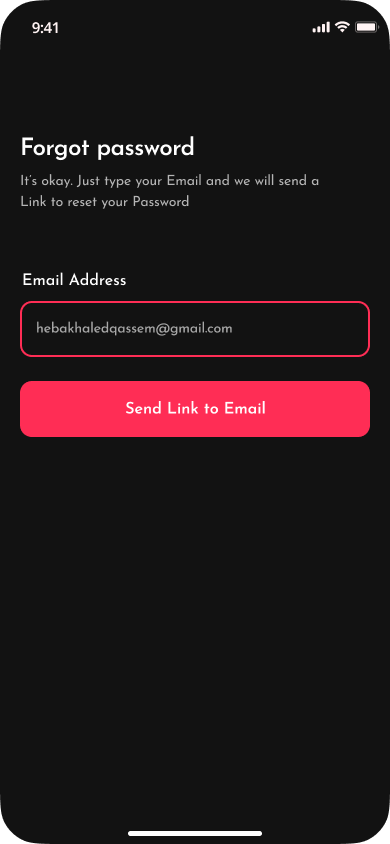 9:41
Forgot password
It's okay. Just type your Email and we will send a
Link to reset your Password
Email Address
hebakhaledqassem@gmail.com
Send Link to Email